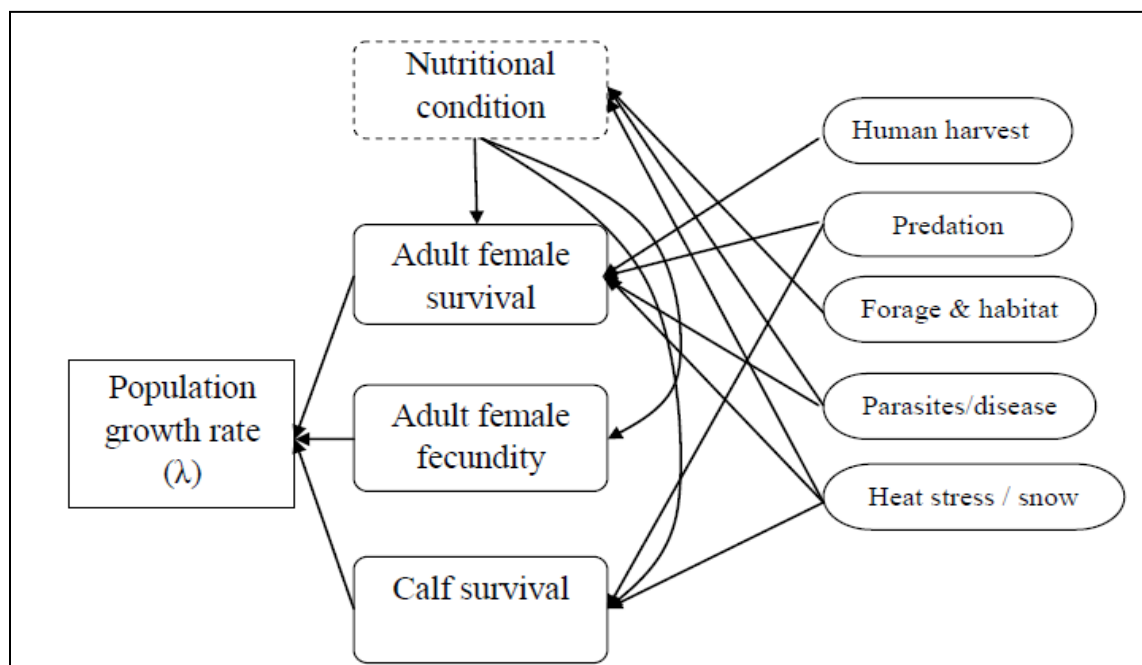 Nutritional
condition
Human harvest
Predation
Adult female
survival
Forage & habitat
Population
growth rate
(λ)
Adult female
fecundity
Parasites/disease
Heat stress / snow
Calf survival